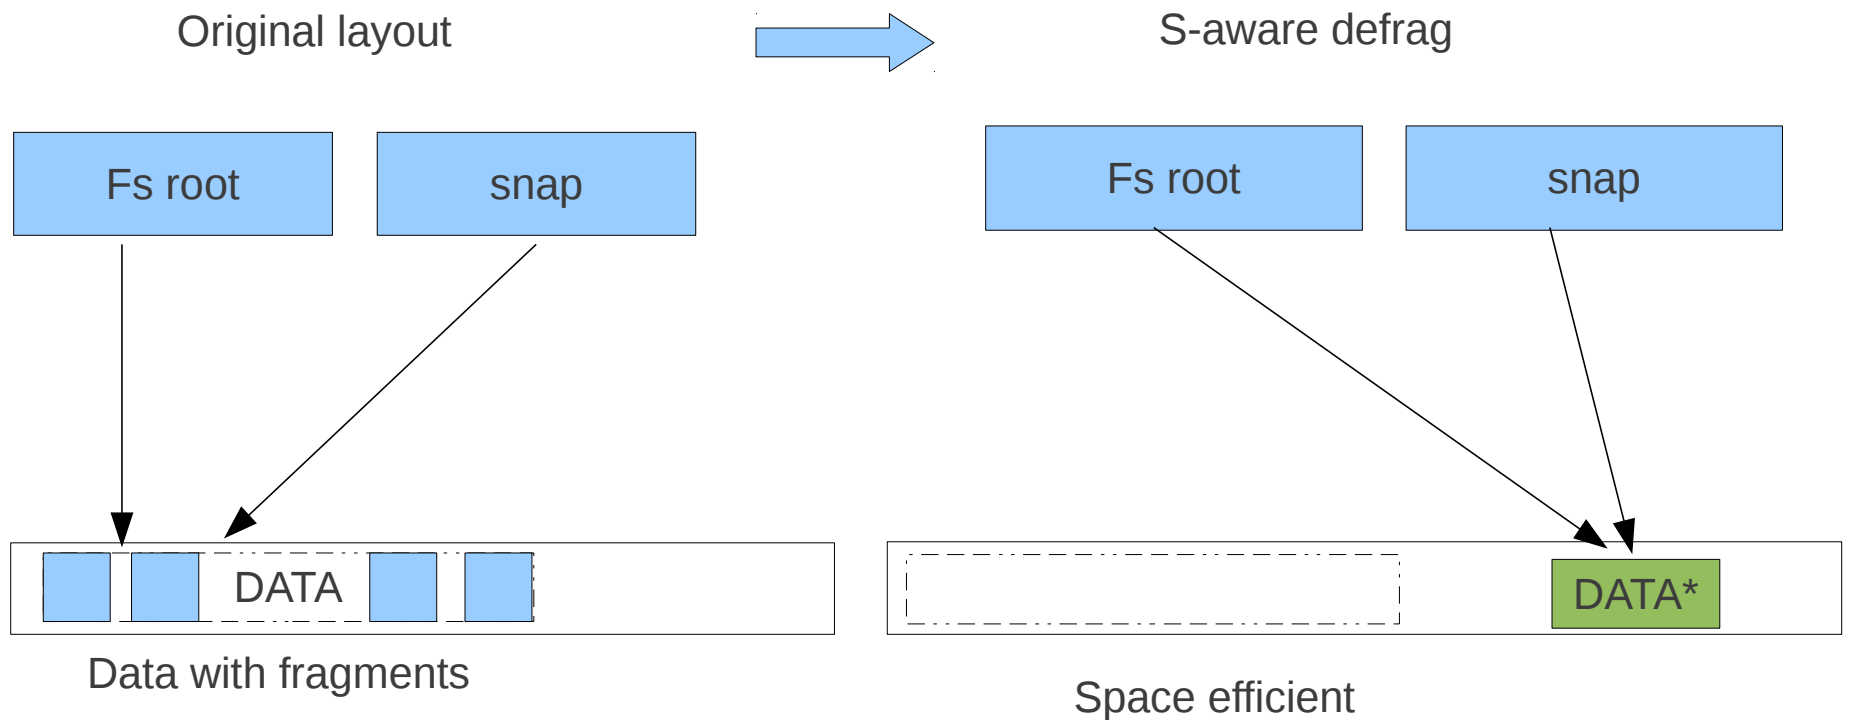 Original layout
S-aware defrag
Fs root
snap
Fs root
snap
DATA
DATA*
Data with fragments
Space efficient